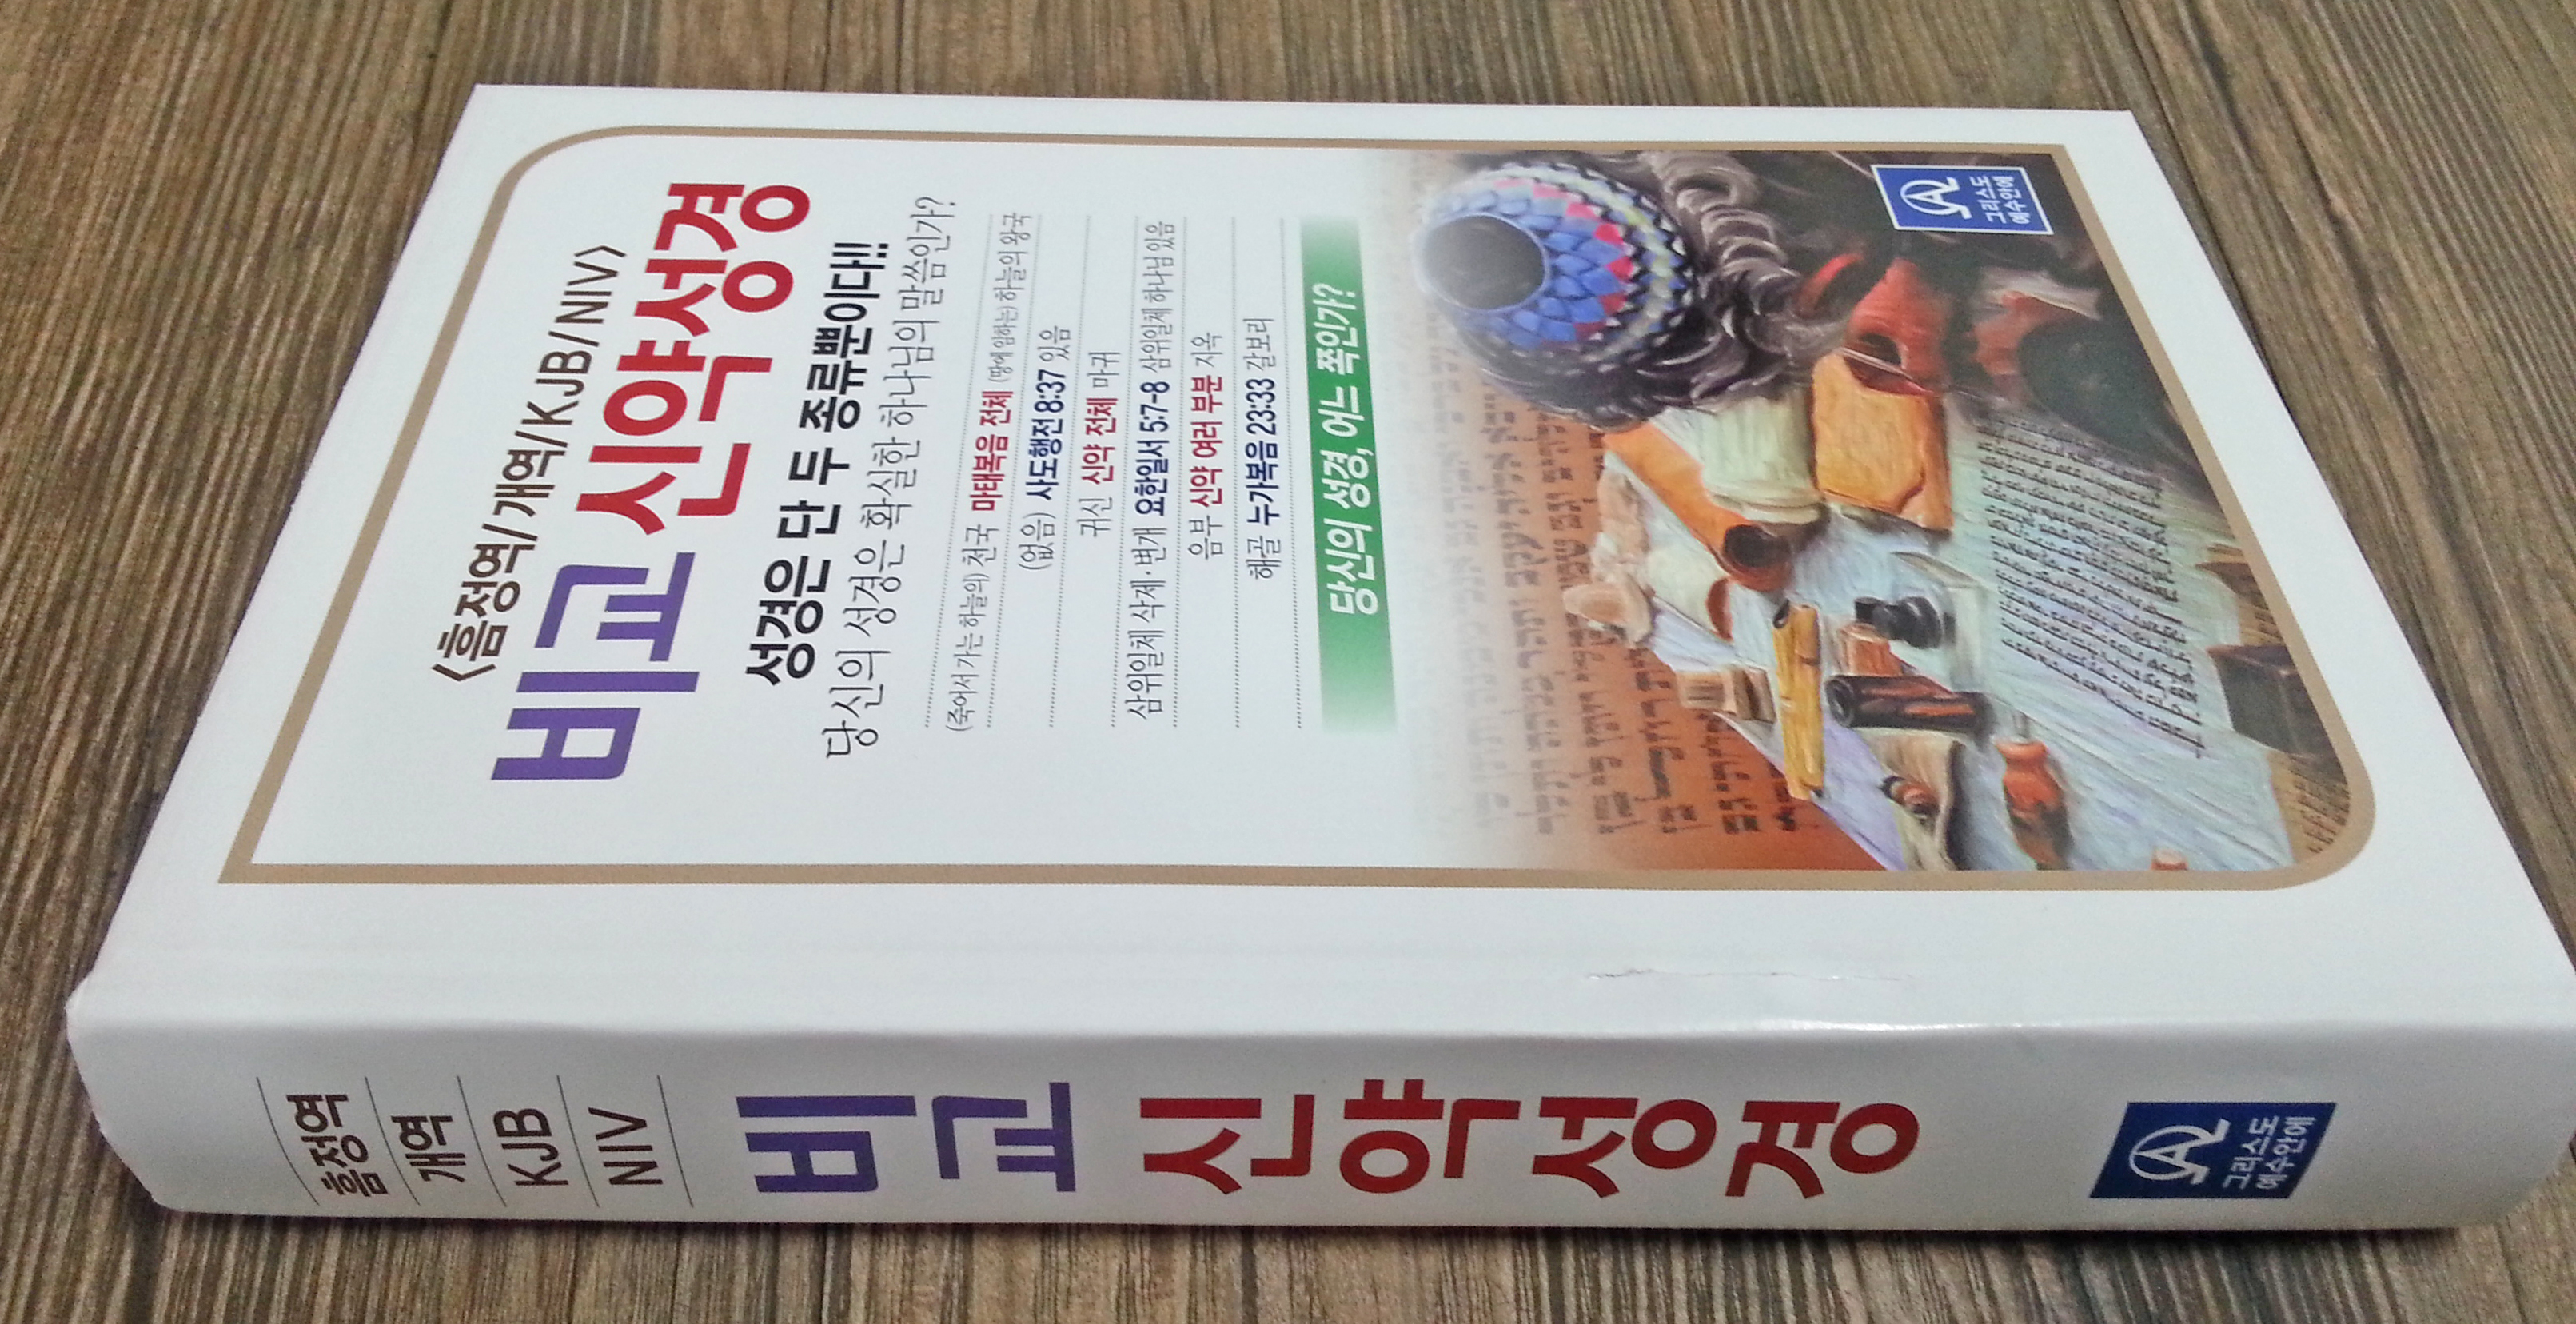 <흠정역/개역/KJB/NIV>
비교 신약성경
성경은 단 두 종류뿐이다!!
당신의 성경은 확실한 하나님의 말씀인가?
(죽어서 가는 하늘의) 천국 마태복음 전체 (땅에 임하는) 하늘의 왕국
(없음) 사도행전 8:37 있음
귀신 신약 전체 마귀
삼위일체 삭제·변개 요한일서 5:7-8 삼위일체 하나님 있음
음부 신약 여러 부분 지옥
해골 누가복음 23:33 갈보리
당신의 성경, 어느 쪽인가?
그리스도
예수안에
흠정역
개역
KJB
NIV
비교 신약성경
그리스도
예수안에